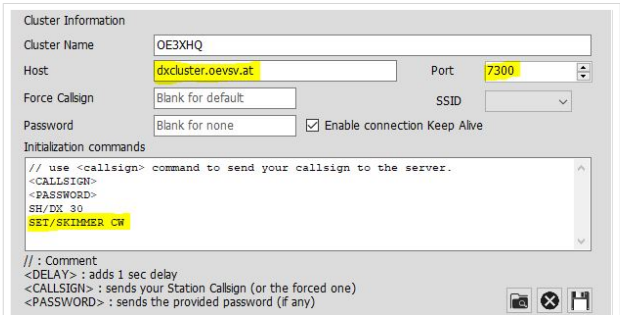 Cluster Information
Cluster Name OE3XHQ
Host dxcluster.oevsv.at Port 7300
Force Callsign Blank for default SSID
Password Blank for none Enable connection Keep Alive
Initialization commands
// use <callsign> command to send your callsign to the server.
<CALLSIGN>
<PASSWORD>
SH/DX 30
SET/SKIMMER CW
// : Comment
<DELAY> : adds 1 sec delay
<CALLSIGN> : sends your Station Callsign (or the forced one)
<PASSWORD> : sends the provided password (if any)